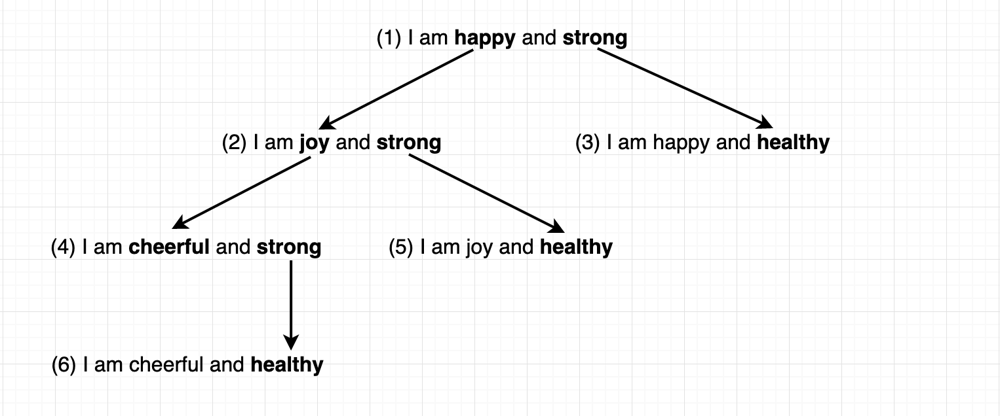 (1) I am happy and strong
(2) I am joy and strong
(3) I am happy and healthy
(4) I am cheerful and strong
(5) I am joy and healthy
(6) I am cheerful and healthy